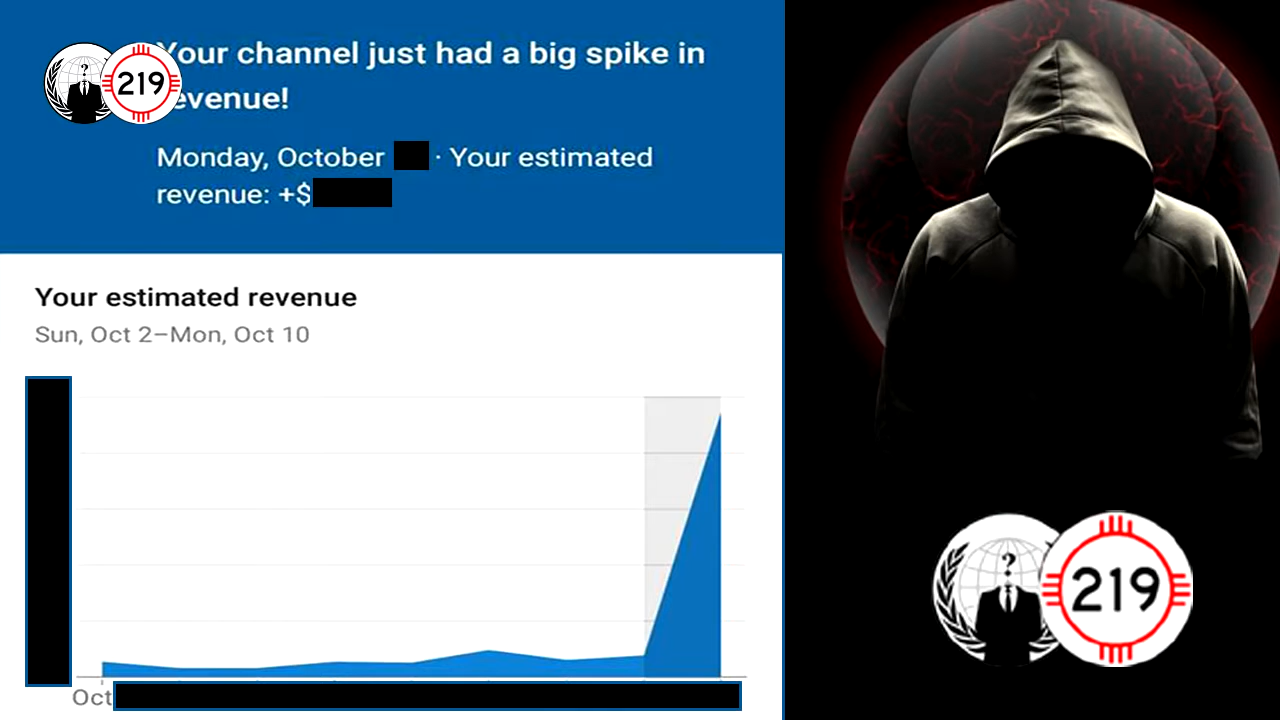 Your channel just had a big spike in
revenue!
Monday, October · Your estimated
revenue: +$
219
Your estimated revenue
Sun, Oct 2–Mon, Oct 10
Oct
?
219